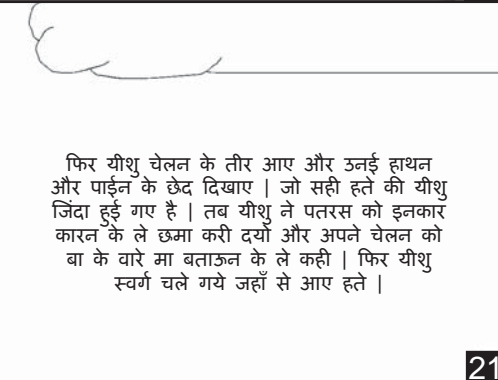 फिर यीशु चेलन के तीर आए और उनई हाथन
और पाईन के छेद दिखाए | जो सही हते की यीशु
जिंदा हुई गए है | तब यीशु ने पतरस को इनकार
कारन के ले छमा करी दयो और अपने चेलन को
बा के वारे मा बताऊन के ले कही | फिर यीशु
स्वर्ग चले गये जहाँ से आए हते |
21